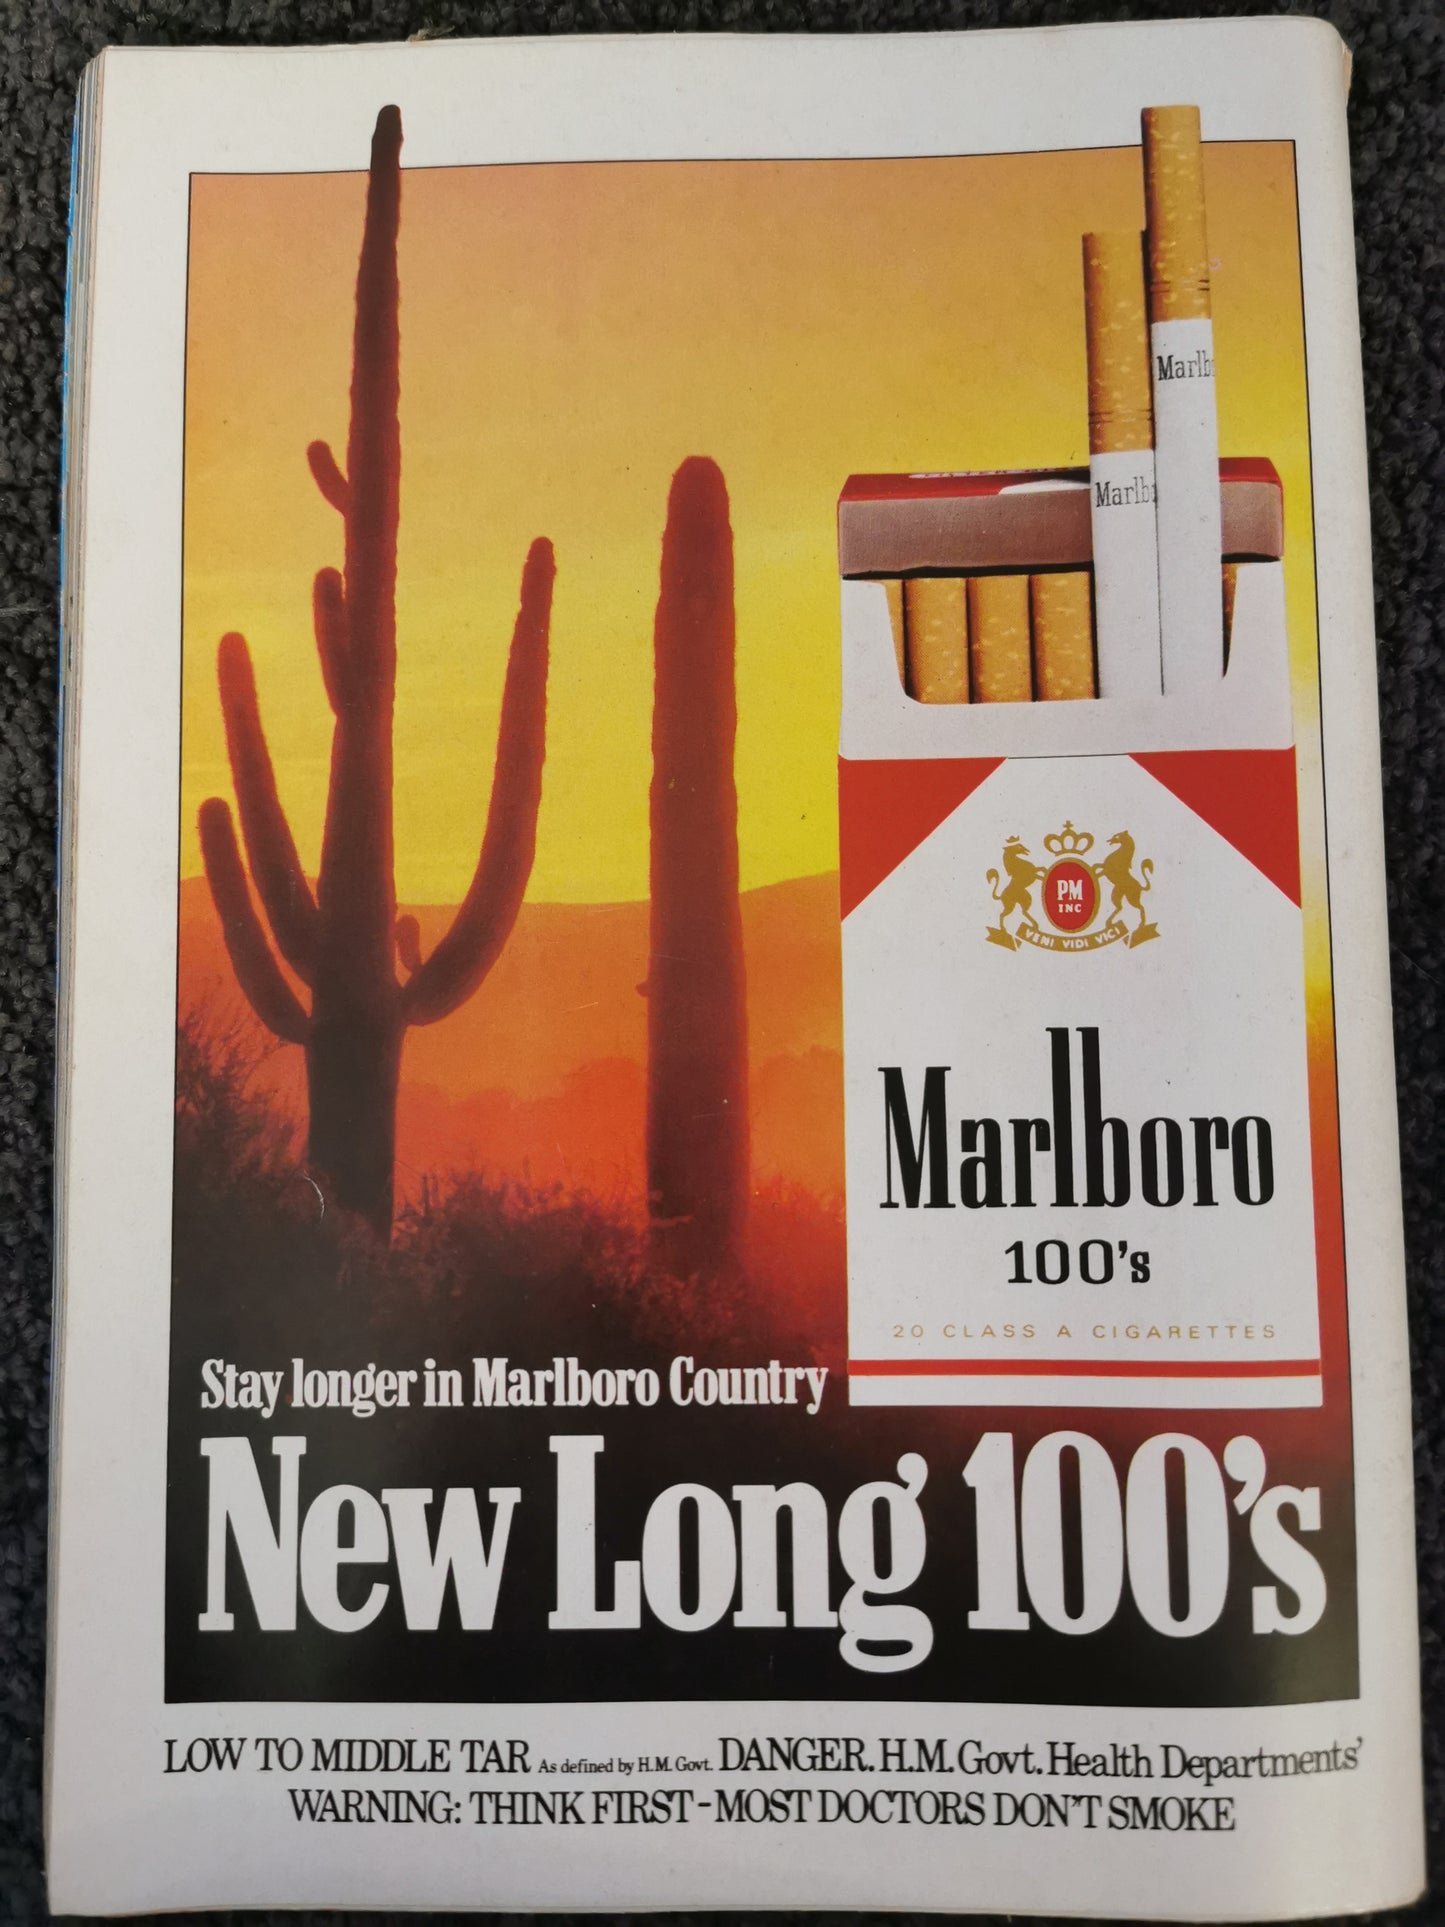 Marlb
Marlb
PM
INC
VENI VIDI VICI
Marlboro
100's
20 CLASS A CIGARETTES
Stay longer in Marlboro Country
New Long 100's
LOW TO MIDDLE TAR As defined by H.M. Govt. DANGER. H.M. Govt. Health Departments'
WARNING: THINK FIRST - MOST DOCTORS DON'T SMOKE